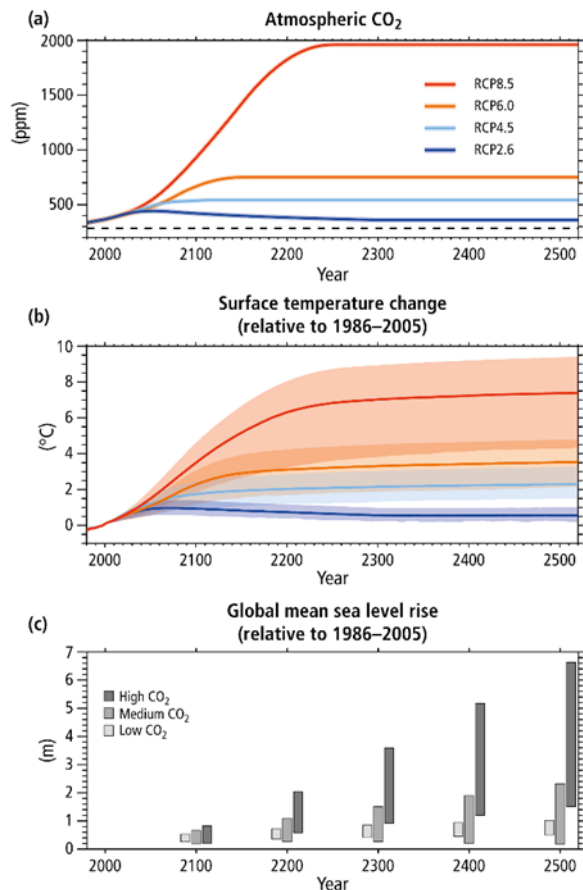 (a) Atmospheric CO₂
2000
1500
1000
500
(ppm)
RCP8.5
RCP6.0
RCP4.5
RCP2.6
2000 2100 2200 2300 2400 2500
Year
Surface temperature change
(b) (relative to 1986–2005)
10
8
6
4
2
0
(°C)
2000 2100 2200 2300 2400 2500
Year
Global mean sea level rise
(c) (relative to 1986–2005)
7
6
5
4
3
2
1
0
(m)
High CO₂
Medium CO₂
Low CO₂
2000 2100 2200 2300 2400 2500
Year